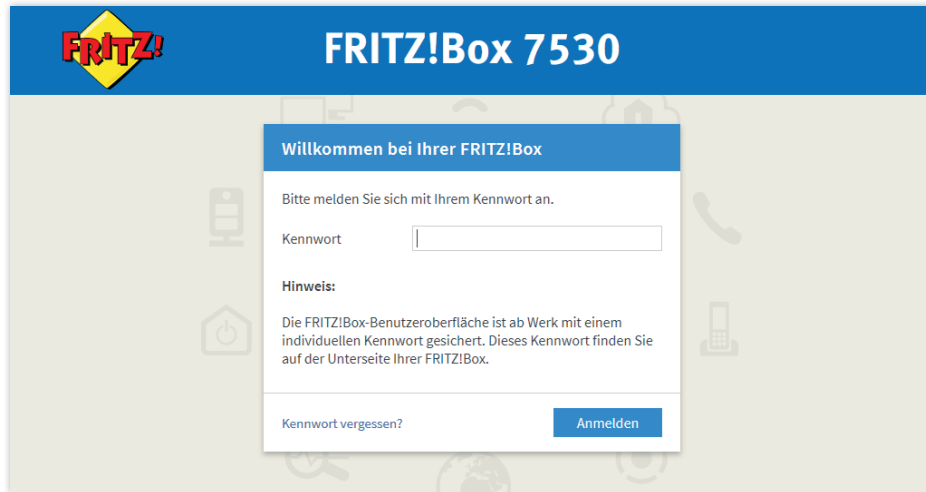 FRITZ!
FRITZ!Box 7530
Willkommen bei Ihrer FRITZ!Box
Bitte melden Sie sich mit Ihrem Kennwort an.
Kennwort
Hinweis:
Die FRITZ!Box-Benutzeroberfläche ist ab Werk mit einem
individuellen Kennwort gesichert. Dieses Kennwort finden Sie
auf der Unterseite Ihrer FRITZ!Box.
Kennwort vergessen?
Anmelden